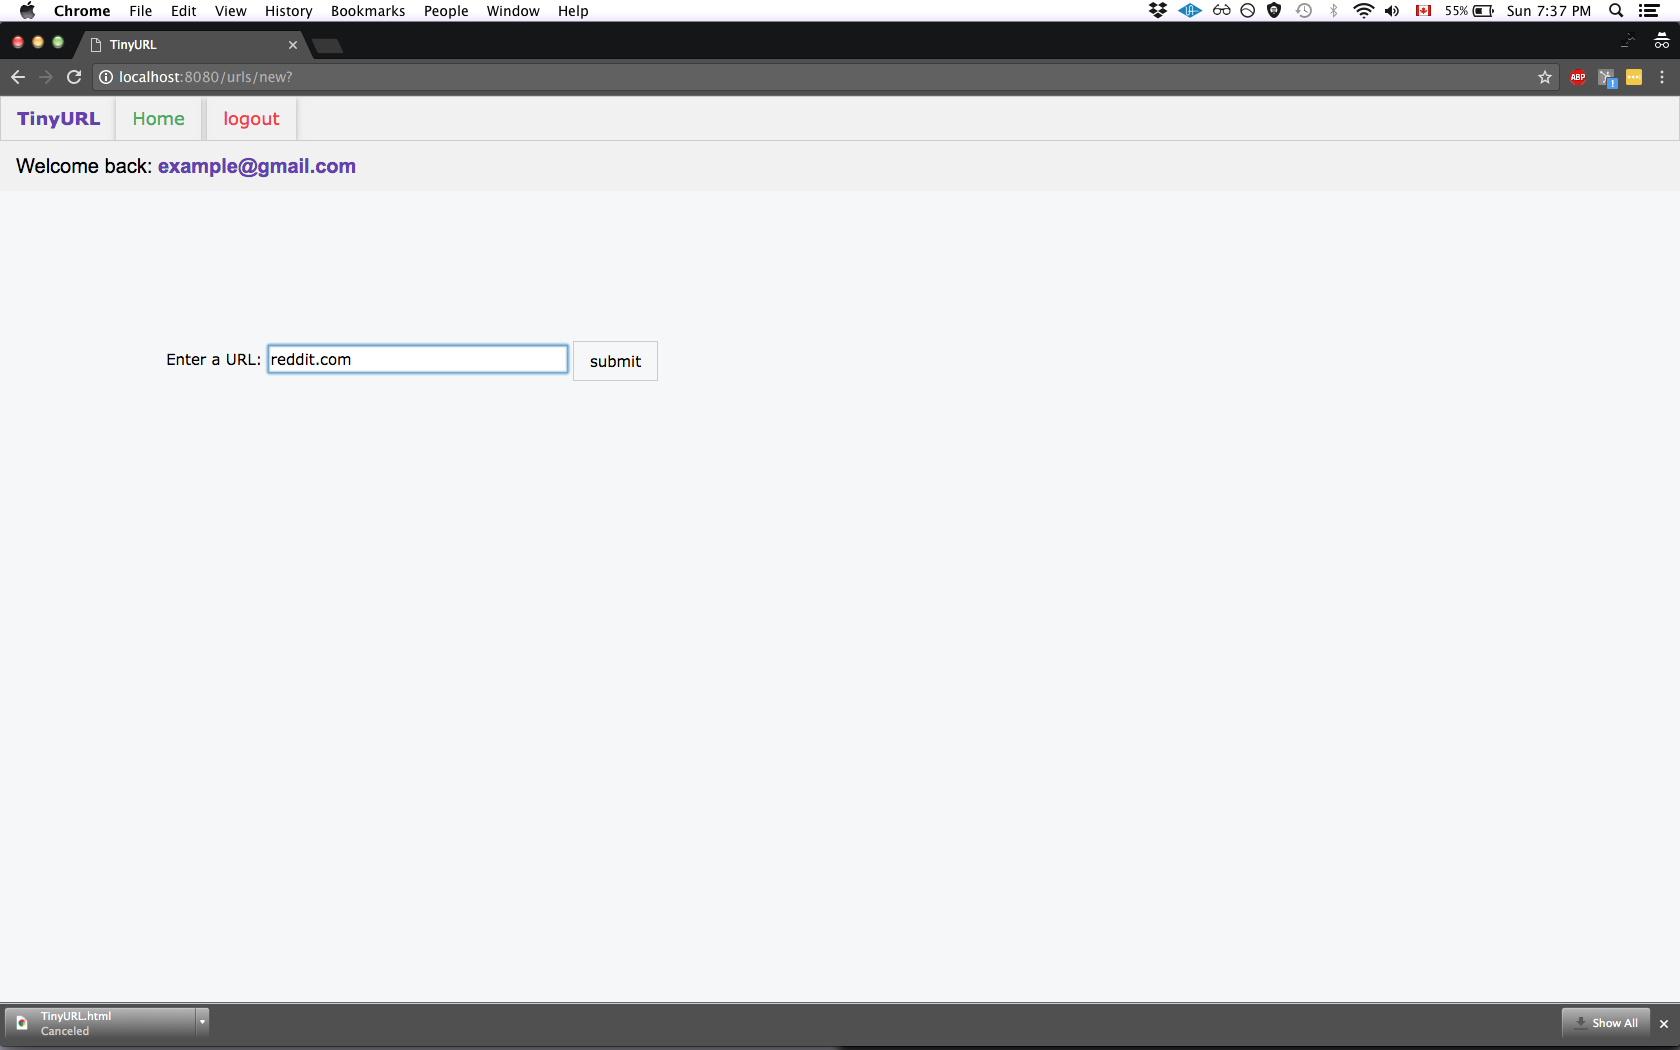 Chrome File Edit View History Bookmarks People Window Help 55% Sun 7:37 PM
TinyURL
localhost:8080/urls/new?
ABP
1
TinyURL Home logout
Welcome back: example@gmail.com
Enter a URL: reddit.com submit
TinyURL.html
Canceled
Show All